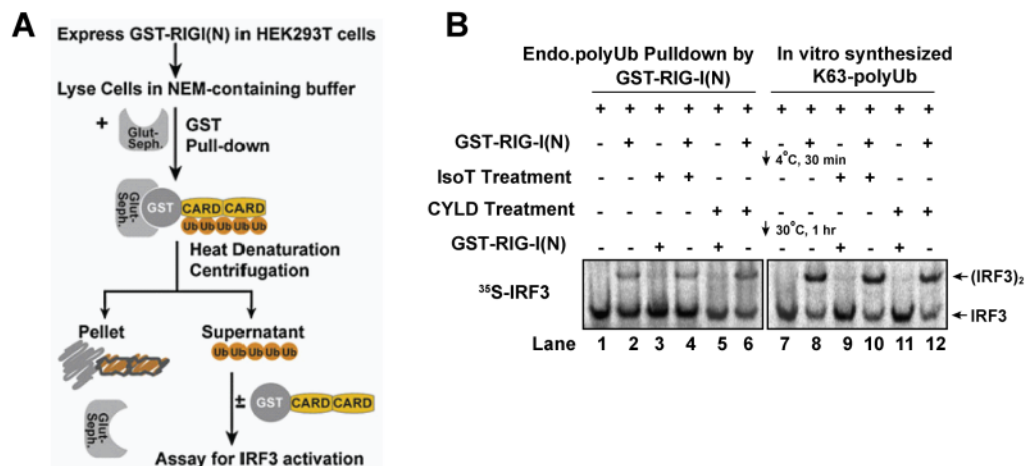 A
Express GST-RIGI(N) in HEK293T cells
Lyse Cells in NEM-containing buffer
+
Glut-
Seph.
GST
Pull-down
Glut-
Seph.
GST
CARD CARD
Ub Ub Ub Ub Ub
Heat Denaturation
Centrifugation
Pellet
Supernatant
Ub Ub Ub Ub Ub
Glut-
Seph.
±
GST
CARD CARD
Assay for IRF3 activation
B
Endo.polyUb Pulldown by
GST-RIG-I(N)
In vitro synthesized
K63-polyUb
+ + + + + + + + + + + +
GST-RIG-I(N) - + - + - + - + - + - +
4°C, 30 min
IsoT Treatment - - + + - - - - + + - -
CYLD Treatment - - - - + + - - - - + +
30°C, 1 hr
GST-RIG-I(N) - - + - + - - - + - + -
35S-IRF3
(IRF3)2
IRF3
Lane 1 2 3 4 5 6 7 8 9 10 11 12